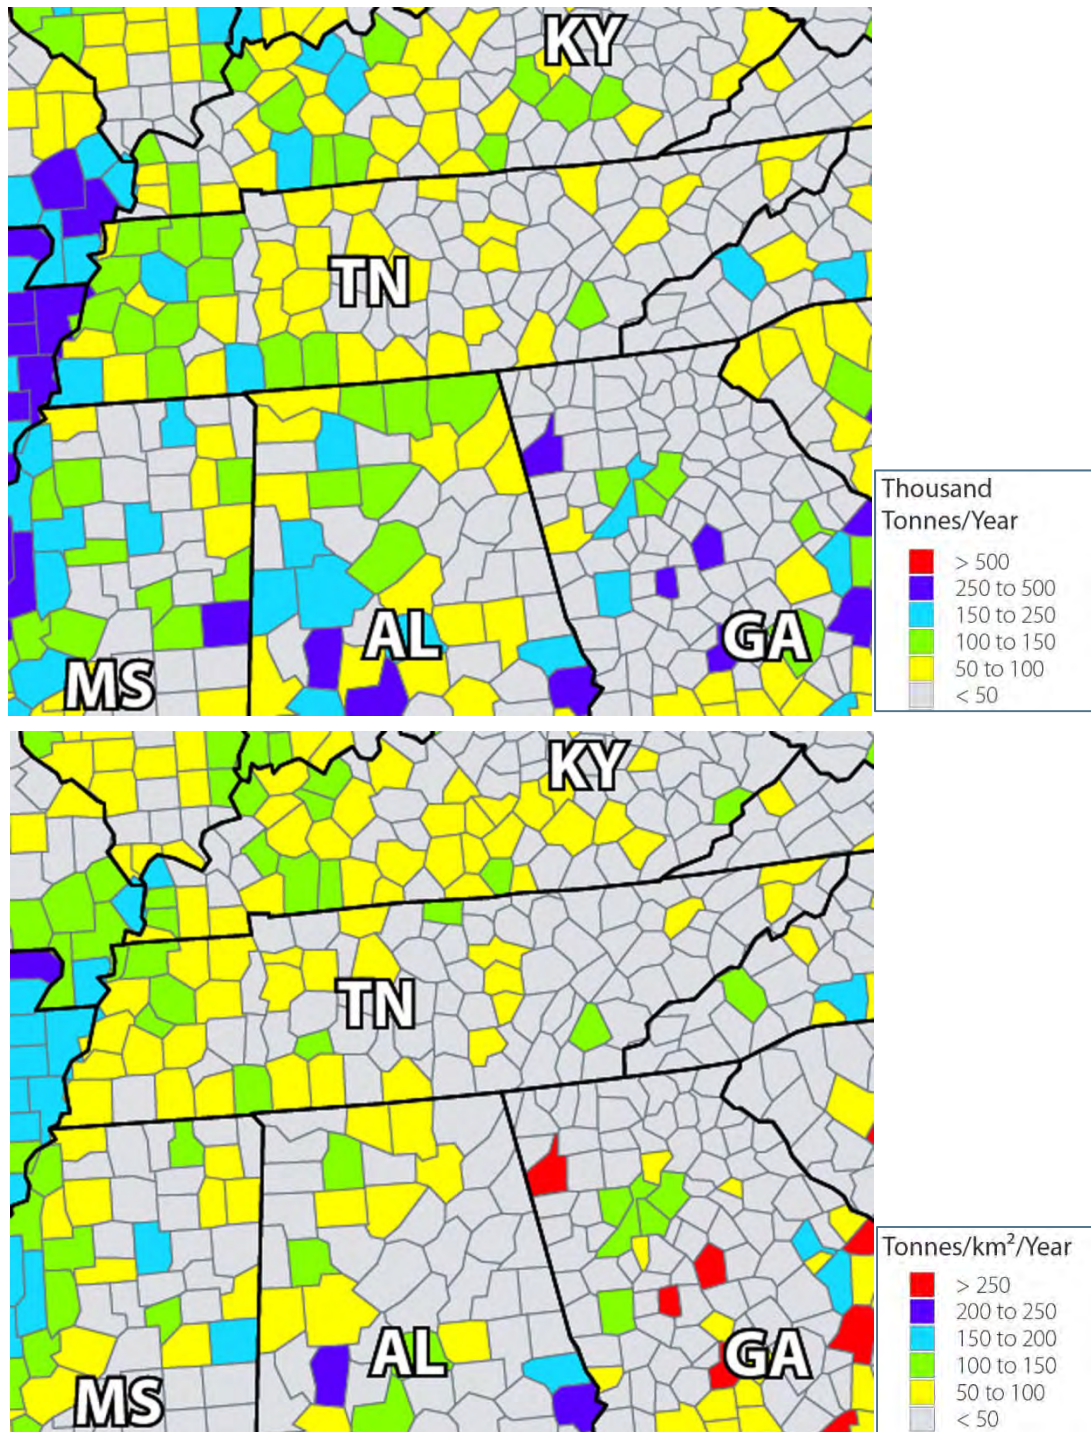 KY
TN
AL
GA
MS
Thousand
Tonnes/Year
> 500
250 to 500
150 to 250
100 to 150
50 to 100
< 50
KY
TN
AL
GA
MS
Tonnes/km²/Year
> 250
200 to 250
150 to 200
100 to 150
50 to 100
< 50